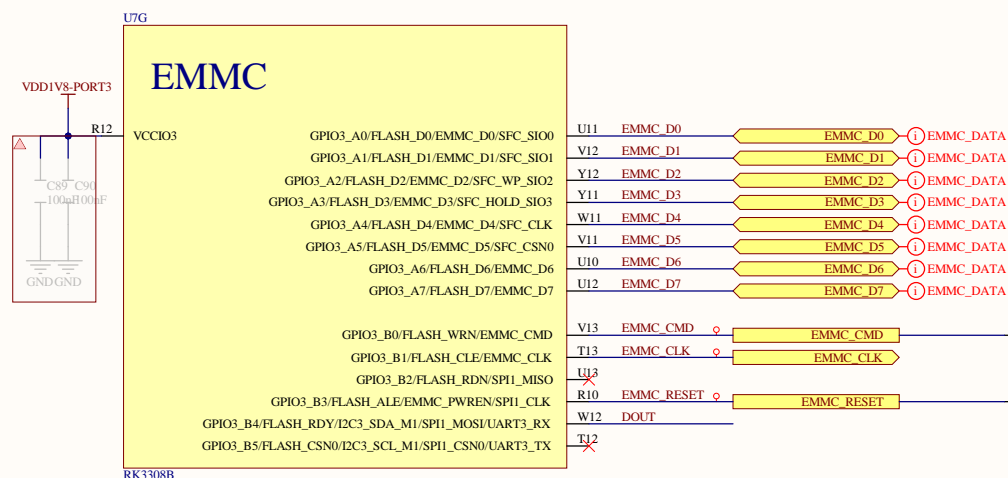 U7G
EMMC
VDD1V8-PORT3
R12 VCCIO3
GPIO3_A0/FLASH_D0/EMMC_D0/SFC_SIO0 U11 EMMC_D0 EMMC_D0 i EMMC_DATA
GPIO3_A1/FLASH_D1/EMMC_D1/SFC_SIO1 V12 EMMC_D1 EMMC_D1 i EMMC_DATA
GPIO3_A2/FLASH_D2/EMMC_D2/SFC_WP_SIO2 Y12 EMMC_D2 EMMC_D2 i EMMC_DATA
GPIO3_A3/FLASH_D3/EMMC_D3/SFC_HOLD_SIO3 Y11 EMMC_D3 EMMC_D3 i EMMC_DATA
GPIO3_A4/FLASH_D4/EMMC_D4/SFC_CLK W11 EMMC_D4 EMMC_D4 i EMMC_DATA
GPIO3_A5/FLASH_D5/EMMC_D5/SFC_CSN0 V11 EMMC_D5 EMMC_D5 i EMMC_DATA
GPIO3_A6/FLASH_D6/EMMC_D6 U10 EMMC_D6 EMMC_D6 i EMMC_DATA
GPIO3_A7/FLASH_D7/EMMC_D7 U12 EMMC_D7 EMMC_D7 i EMMC_DATA
C89 C90
100nF 100nF
GND GND
GPIO3_B0/FLASH_WRN/EMMC_CMD V13 EMMC_CMD EMMC_CMD
GPIO3_B1/FLASH_CLE/EMMC_CLK T13 EMMC_CLK EMMC_CLK
GPIO3_B2/FLASH_RDN/SPI1_MISO U13
GPIO3_B3/FLASH_ALE/EMMC_PWREN/SPI1_CLK R10 EMMC_RESET EMMC_RESET
GPIO3_B4/FLASH_RDY/I2C3_SDA_M1/SPI1_MOSI/UART3_RX W12 DOUT
GPIO3_B5/FLASH_CSN0/I2C3_SCL_M1/SPI1_CSN0/UART3_TX T12
RK3308B